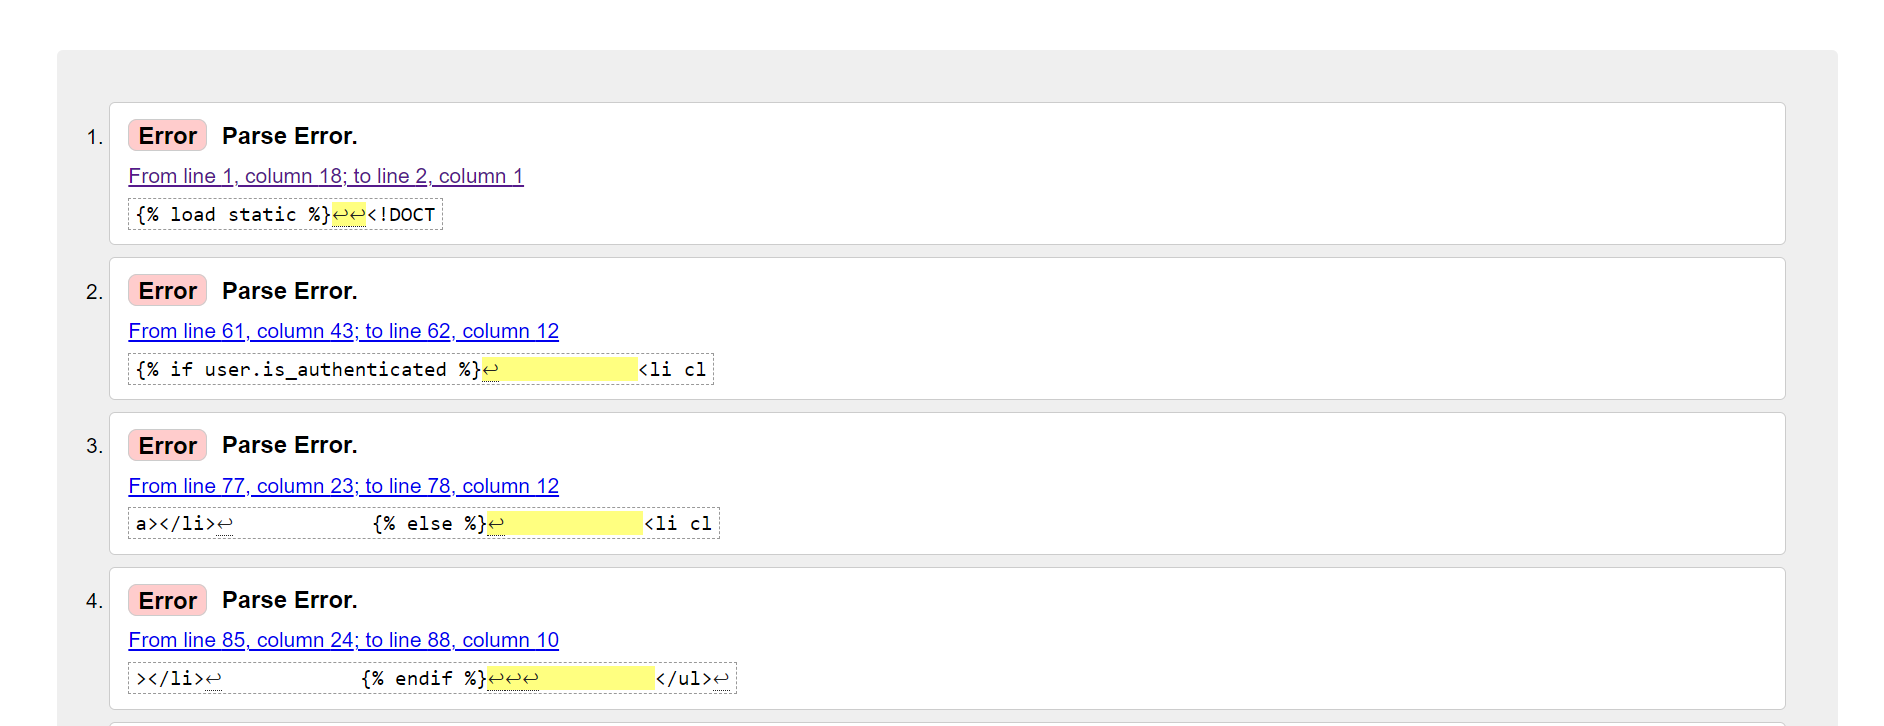 1. Error Parse Error.
From line 1, column 18; to line 2, column 1
{% load static %}↩↩<!DOCT
2. Error Parse Error.
From line 61, column 43; to line 62, column 12
{% if user.is_authenticated %}↩            <li cl
3. Error Parse Error.
From line 77, column 23; to line 78, column 12
a></li>↩            {% else %}↩            <li cl
4. Error Parse Error.
From line 85, column 24; to line 88, column 10
></li>↩            {% endif %}↩↩↩          </ul>↩